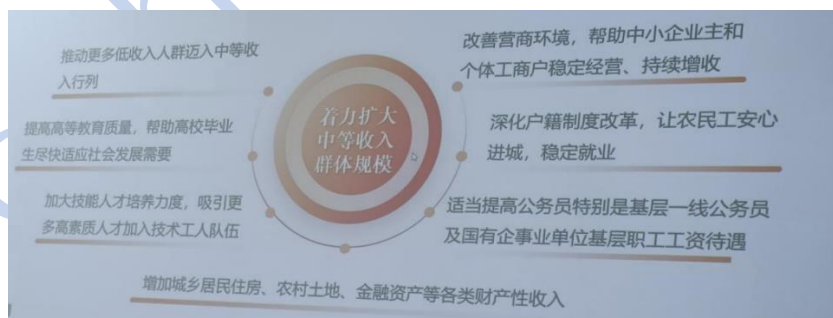 推动更多低收入人群迈入中等收
入行列
提高高等教育质量，帮助高校毕业
生尽快适应社会发展需要
加大技能人才培养力度，吸引更
多高素质人才加入技术工人队伍
着力扩大
中等收入
群体规模
改善营商环境，帮助中小企业主和
个体工商户稳定经营、持续增收
深化户籍制度改革，让农民工安心
进城，稳定就业
适当提高公务员特别是基层一线公务员
及国有企事业单位基层职工工资待遇
增加城乡居民住房、农村土地、金融资产等各类财产性收入